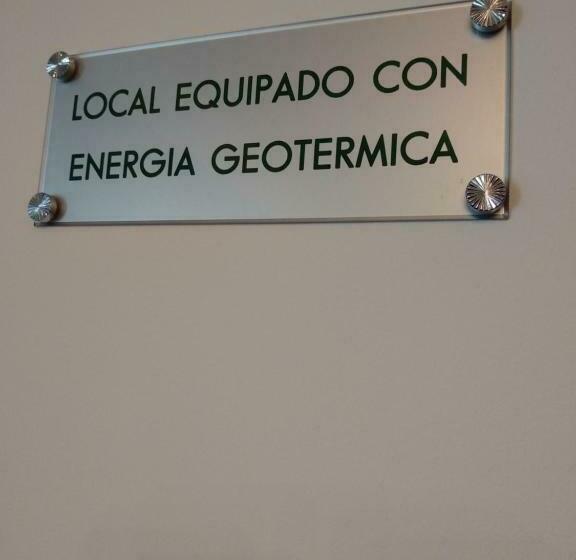 LOCAL EQUIPADO CON
ENERGIA GEOTERMICA